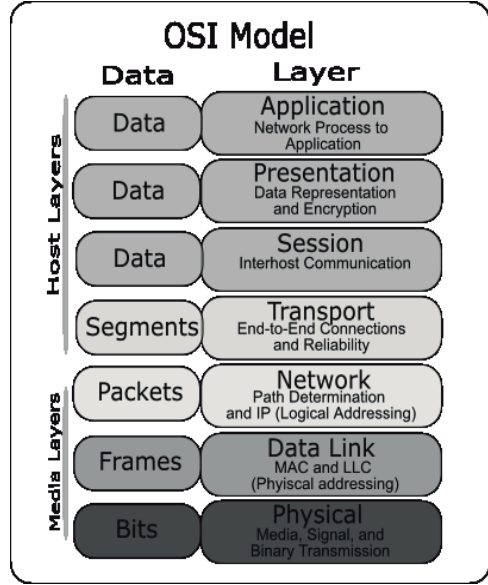 OSI Model
Data Layer
Host Layers
Data
Application
Network Process to
Application
Data
Presentation
Data Representation
and Encryption
Data
Session
Interhost Communication
Segments
Transport
End-to-End Connections
and Reliability
Media Layers
Packets
Network
Path Determination
and IP (Logical Addressing)
Frames
Data Link
MAC and LLC
(Phyiscal addressing)
Bits
Physical
Media, Signal, and
Binary Transmission